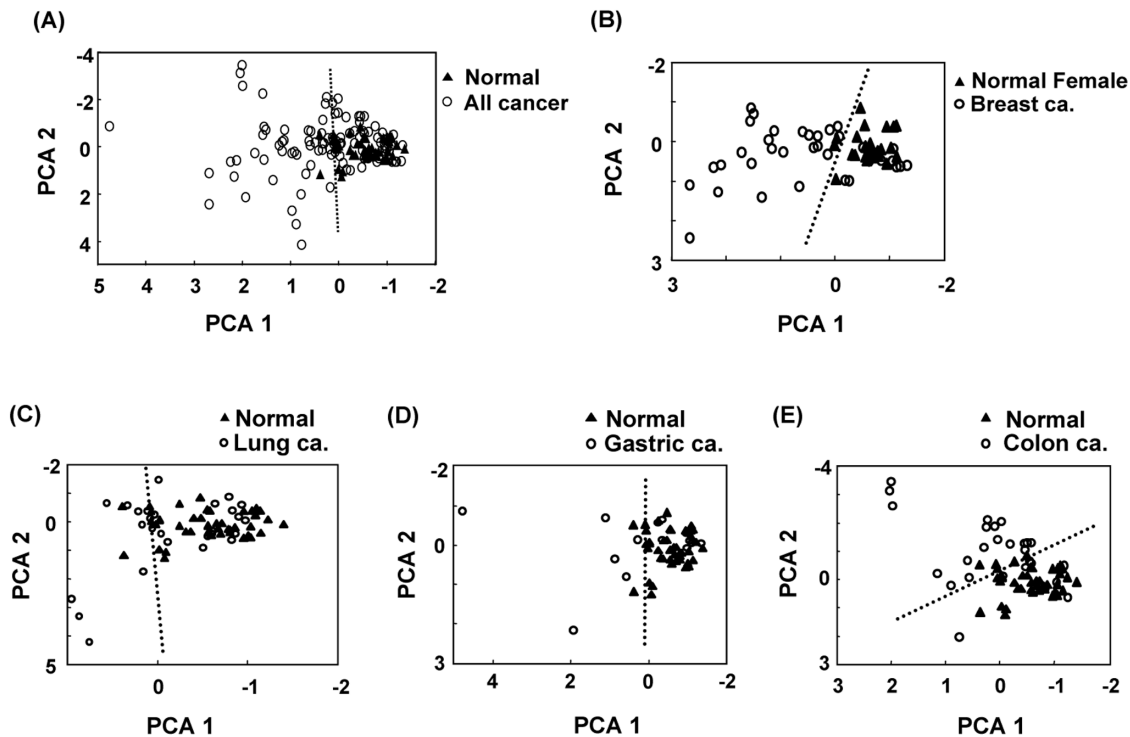 (A)
Normal
All cancer
PCA 2
-4
-2
0
2
4
5 4 3 2 1 0 -1 -2
PCA 1
(B)
Normal Female
Breast ca.
PCA 2
-2
0
3
3 0 -2
PCA 1
(C)
Normal
Lung ca.
PCA 2
-2
0
5
0 -1 -2
PCA 1
(D)
Normal
Gastric ca.
PCA 2
-2
0
3
4 2 0 -2
PCA 1
(E)
Normal
Colon ca.
PCA 2
-4
0
3
3 2 1 0 -1 -2
PCA 1